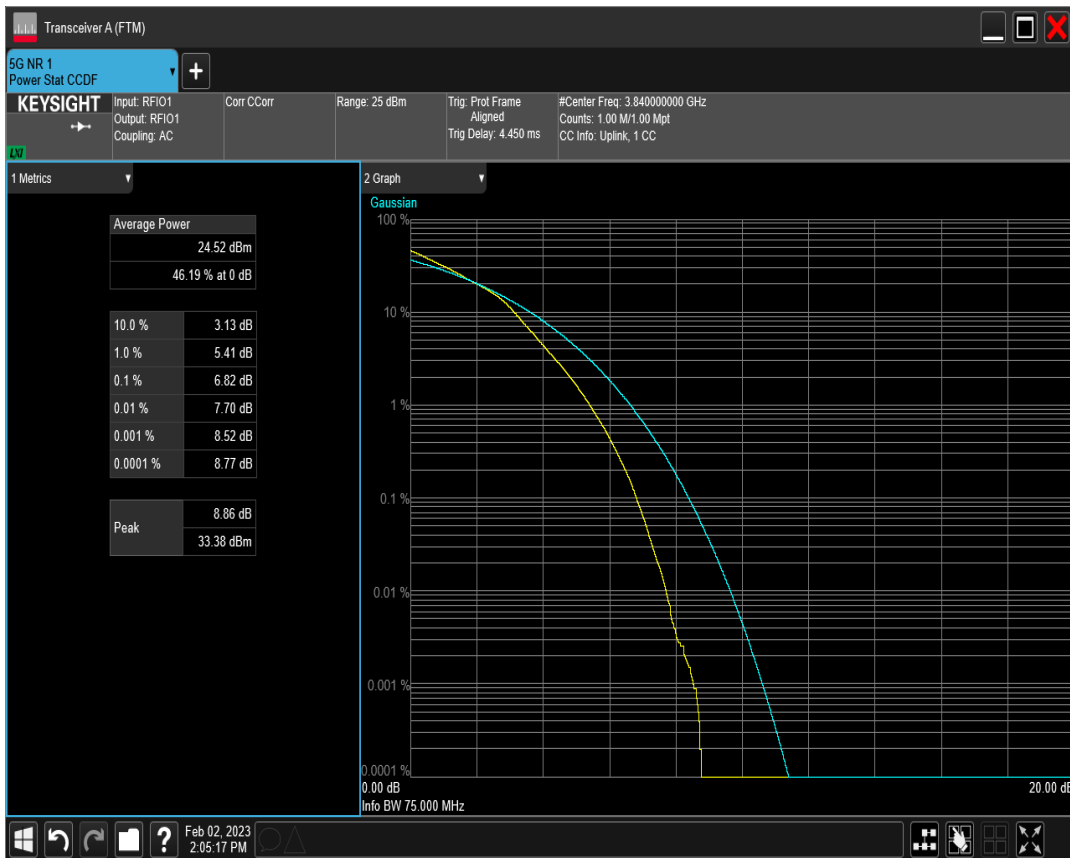 Transceiver A (FTM)
5G NR 1
Power Stat CCDF
+
KEYSIGHT
LXI
Input: RFIO1
Output: RFIO1
Coupling: AC
Corr CCorr
Range: 25 dBm
Trig: Prot Frame
Aligned
Trig Delay: 4.450 ms
#Center Freq: 3.840000000 GHz
Counts: 1.00 M/1.00 Mpt
CC Info: Uplink, 1 CC
1 Metrics
Average Power
24.52 dBm
46.19 % at 0 dB
10.0 % 3.13 dB
1.0 % 5.41 dB
0.1 % 6.82 dB
0.01 % 7.70 dB
0.001 % 8.52 dB
0.0001 % 8.77 dB
Peak
8.86 dB
33.38 dBm
2 Graph
Gaussian
100 %
10 %
1 %
0.1 %
0.01 %
0.001 %
0.0001 %
0.00 dB 20.00 dB
Info BW 75.000 MHz
?
Feb 02, 2023
2:05:17 PM